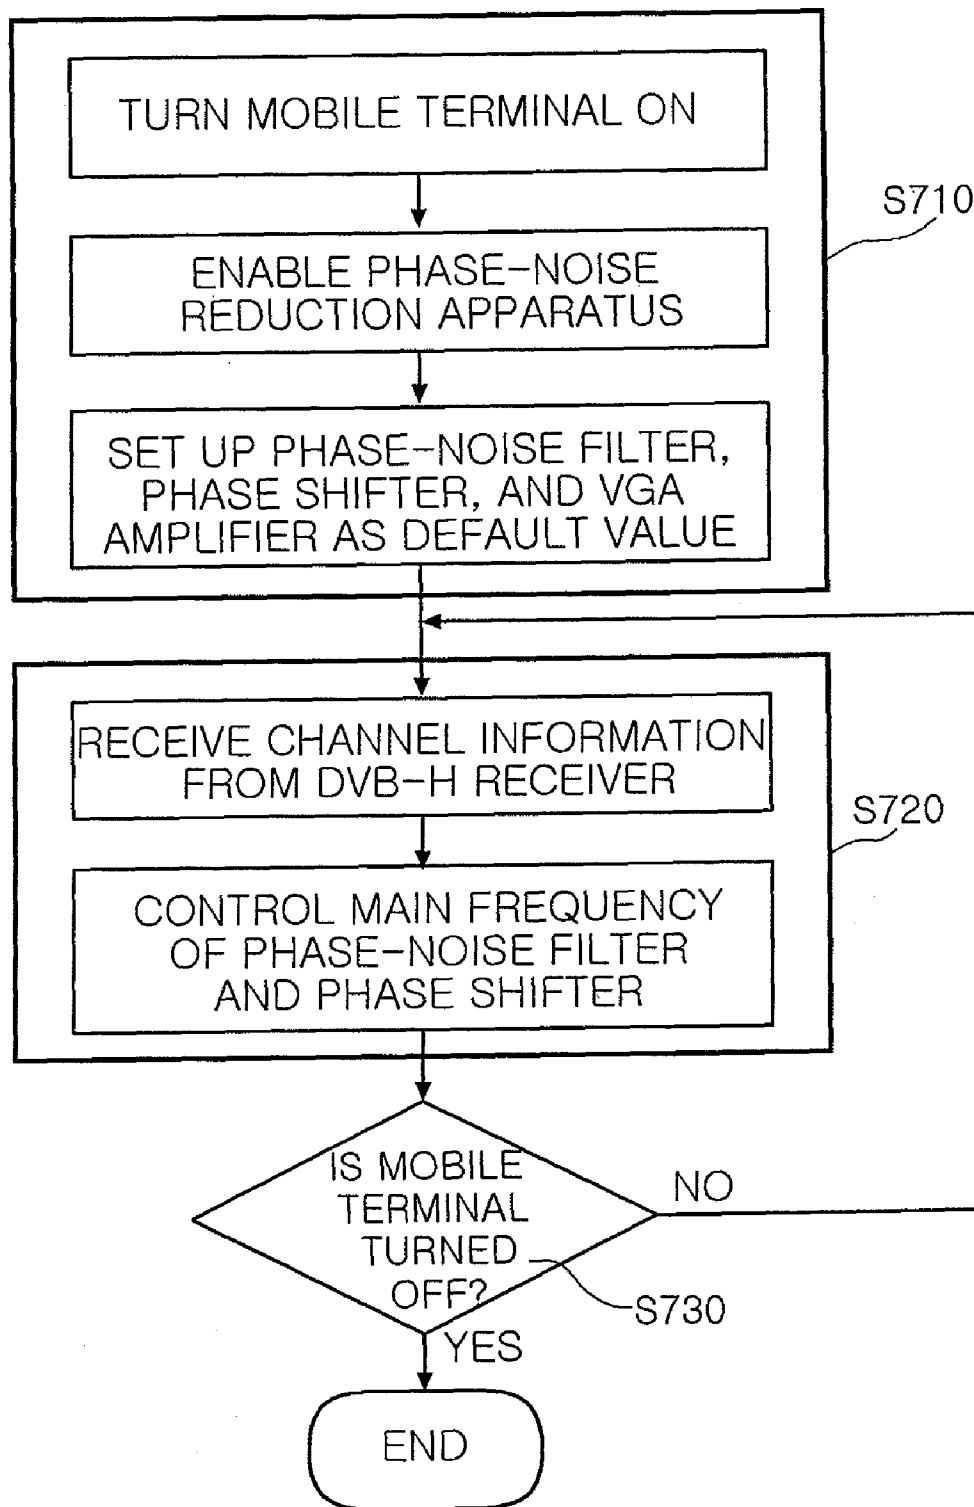 TURN MOBILE TERMINAL ON
S710
ENABLE PHASE-NOISE
REDUCTION APPARATUS
SET UP PHASE-NOISE FILTER,
PHASE SHIFTER, AND VGA
AMPLIFIER AS DEFAULT VALUE
RECEIVE CHANNEL INFORMATION
FROM DVB-H RECEIVER
S720
CONTROL MAIN FREQUENCY
OF PHASE-NOISE FILTER
AND PHASE SHIFTER
IS MOBILE
TERMINAL
TURNED
OFF?
NO
S730
YES
END